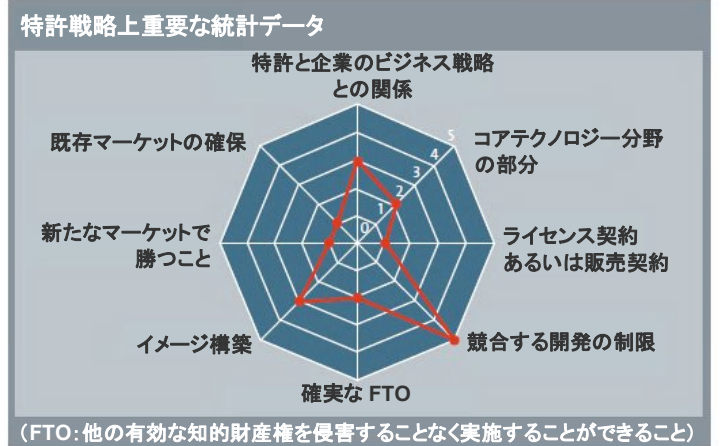 特許戦略上重要な統計データ
特許と企業のビジネス戦略
との関係
既存マーケットの確保
コアテクノロジー分野
の部分
5
4
3
2
1
0
新たなマーケットで
勝つこと
ライセンス契約
あるいは販売契約
イメージ構築
競合する開発の制限
確実な FTO
(FTO:他の有効な知的財産権を侵害することなく実施することができること)